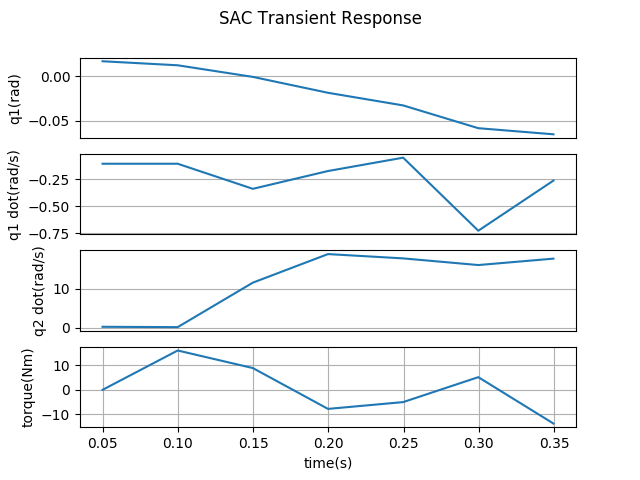 SAC Transient Response
q1(rad)
0.00
−0.05
q1 dot(rad/s)
−0.25
−0.50
−0.75
q2 dot(rad/s)
10
0
torque(Nm)
10
0
−10
0.05 0.10 0.15 0.20 0.25 0.30 0.35
time(s)